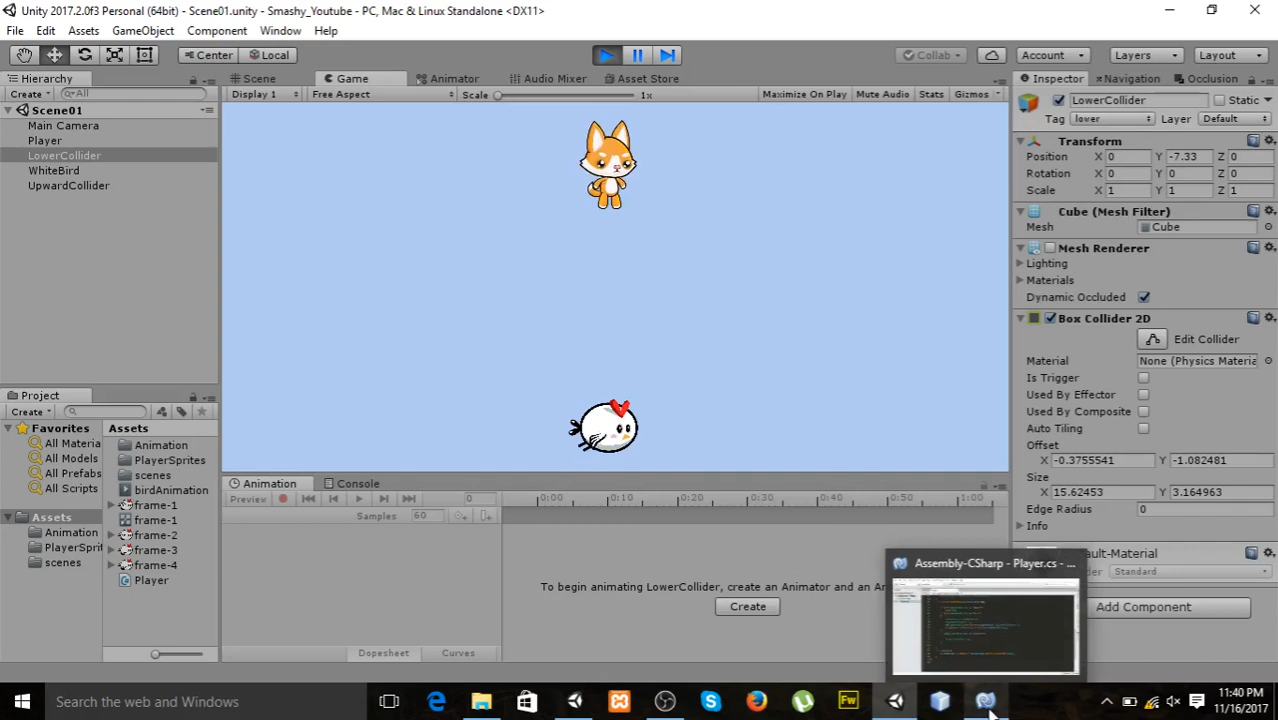 Unity 2017.2.0f3 Personal (64bit) - Scene01.unity - Smashy_Youtube - PC, Mac & Linux Standalone <DX11>
File Edit Assets GameObject Component Window Help
Center Local Collab Account Layers Layout
Hierarchy Scene Game Animator Audio Mixer Asset Store Inspector Navigation Occlusion
Create All Display 1 Free Aspect Scale 1x Maximize On Play Mute Audio Stats Gizmos LowerCollider Static
Scene01
Tag lower Layer Default
Main Camera
Player
LowerCollider
WhiteBird
UpwardCollider
Transform
Position X 0 Y -7.33 Z 0
Rotation X 0 Y 0 Z 0
Scale X 1 Y 1 Z 1
Cube (Mesh Filter)
Mesh Cube
Mesh Renderer
Lighting
Materials
Dynamic Occluded
Box Collider 2D
Edit Collider
Material None (Physics Materia
Is Trigger
Used By Effector
Used By Composite
Auto Tiling
Offset
X -0.3755541 Y -1.082481
Size
X 15.62453 Y 3.164963
Edge Radius 0
Info
Project
Create
Favorites
All Materia
All Models
All Prefabs
All Scripts
Assets
Animation
PlayerSprit
scenes
Assets
Animation
PlayerSprites
scenes
birdAnimation
frame-1
frame-1
frame-2
frame-3
frame-4
Player
Animation Console
Preview 0 0:00 0:10 0:20 0:30 0:40 0:50 1:00
Samples 60
To begin animating LowerCollider, create an Animator and an An
Create
Dopesheet Curves
Assembly-CSharp - Player.cs - ...
fault-Material
Standard
Add Component
Search the web and Windows
Fw
11:40 PM
11/16/2017